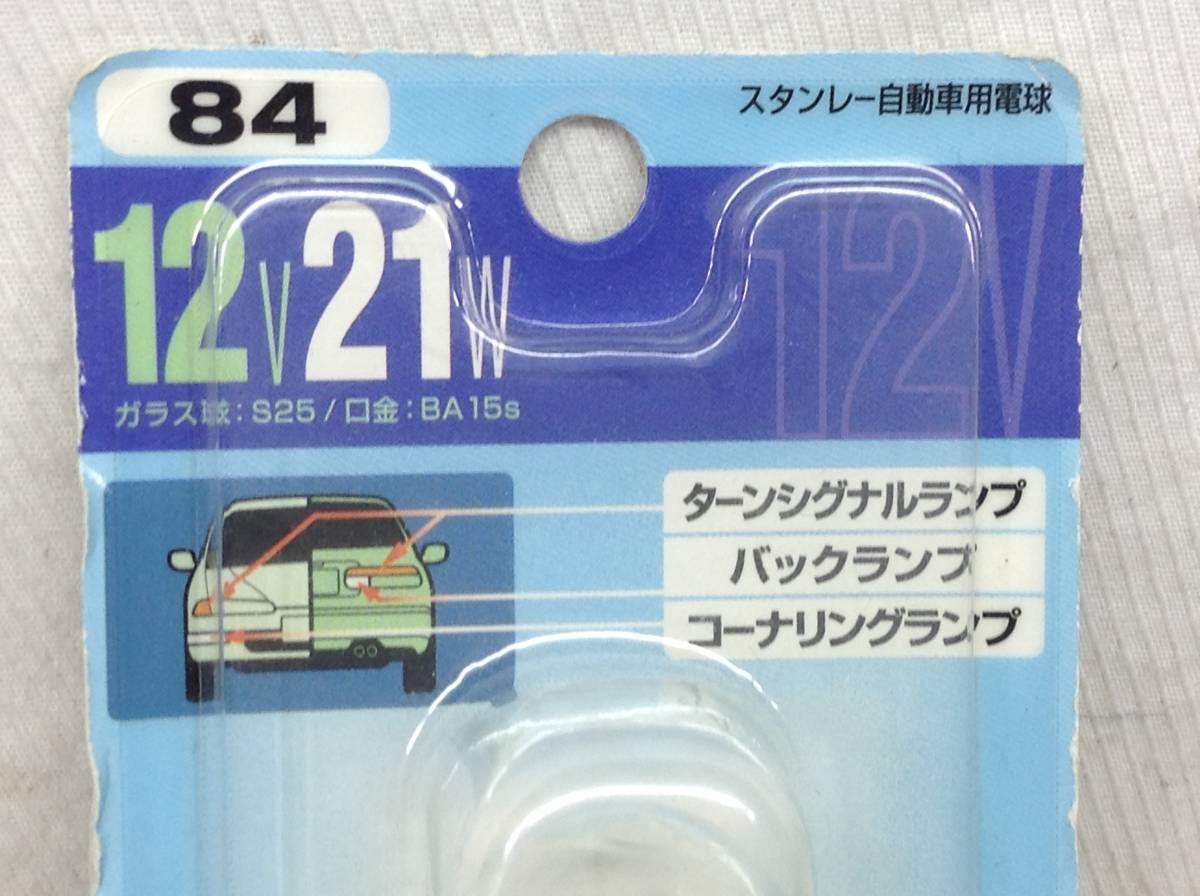 84
スタンレー自動車用電球
12V21W
12V
ガラス球：S25/口金：BA15s
ターンシグナルランプ
バックランプ
コーナリングランプ